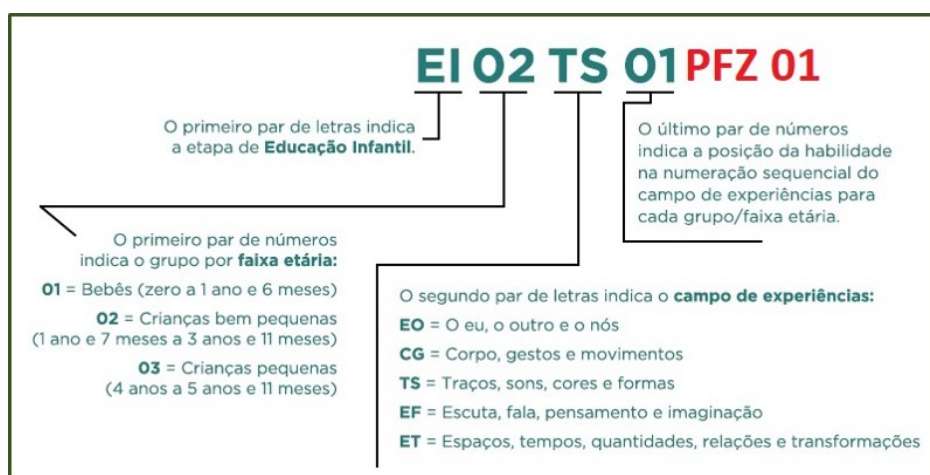 EI 02 TS 01 PFZ 01
O primeiro par de letras indica
a etapa de Educação Infantil.
O último par de números
indica a posição da habilidade
na numeração sequencial do
campo de experiências para
cada grupo/faixa etária.
O primeiro par de números
indica o grupo por faixa etária:
01 = Bebês (zero a 1 ano e 6 meses)
02 = Crianças bem pequenas
(1 ano e 7 meses a 3 anos e 11 meses)
03 = Crianças pequenas
(4 anos a 5 anos e 11 meses)
O segundo par de letras indica o campo de experiências:
EO = O eu, o outro e o nós
CG = Corpo, gestos e movimentos
TS = Traços, sons, cores e formas
EF = Escuta, fala, pensamento e imaginação
ET = Espaços, tempos, quantidades, relações e transformações